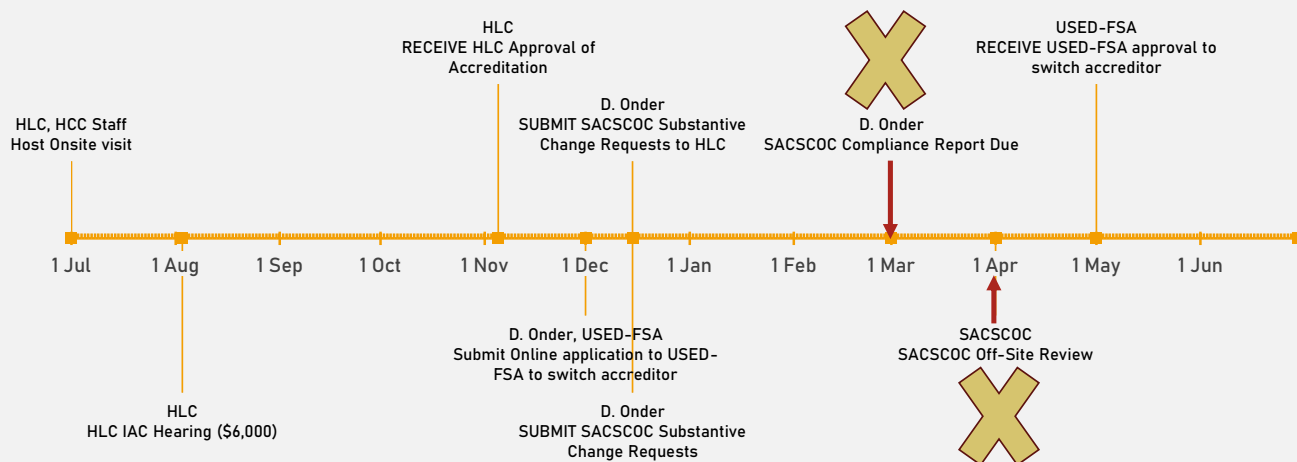 HLC
RECEIVE HLC Approval of
Accreditation
USED-FSA
RECEIVE USED-FSA approval to
switch accreditor
D. Onder
SUBMIT SACSCOC Substantive
Change Requests to HLC
HLC, HCC Staff
Host Onsite visit
D. Onder
SACSCOC Compliance Report Due
1 Jul
1 Aug
1 Sep
1 Oct
1 Nov
1 Dec
1 Jan
1 Feb
1 Mar
1 Apr
1 May
1 Jun
D. Onder, USED-FSA
Submit Online application to USED-
FSA to switch accreditor
SACSCOC
SACSCOC Off-Site Review
HLC
HLC IAC Hearing ($6,000)
D. Onder
SUBMIT SACSCOC Substantive
Change Requests